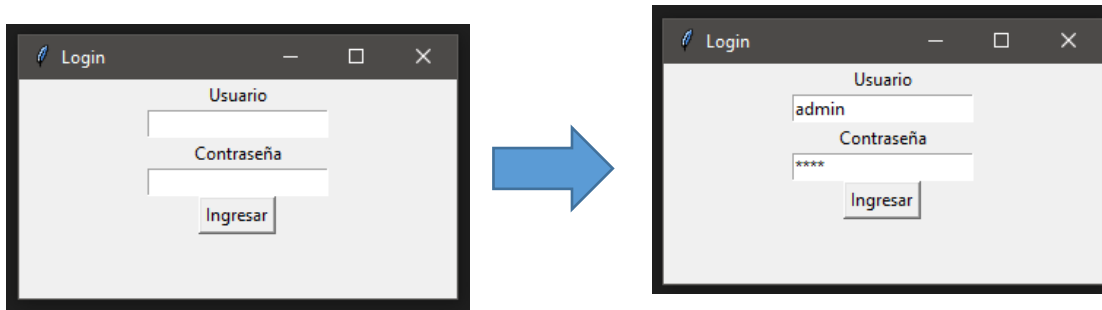 Login
Usuario
Contraseña
Ingresar
Login
Usuario
admin
Contraseña
****
Ingresar